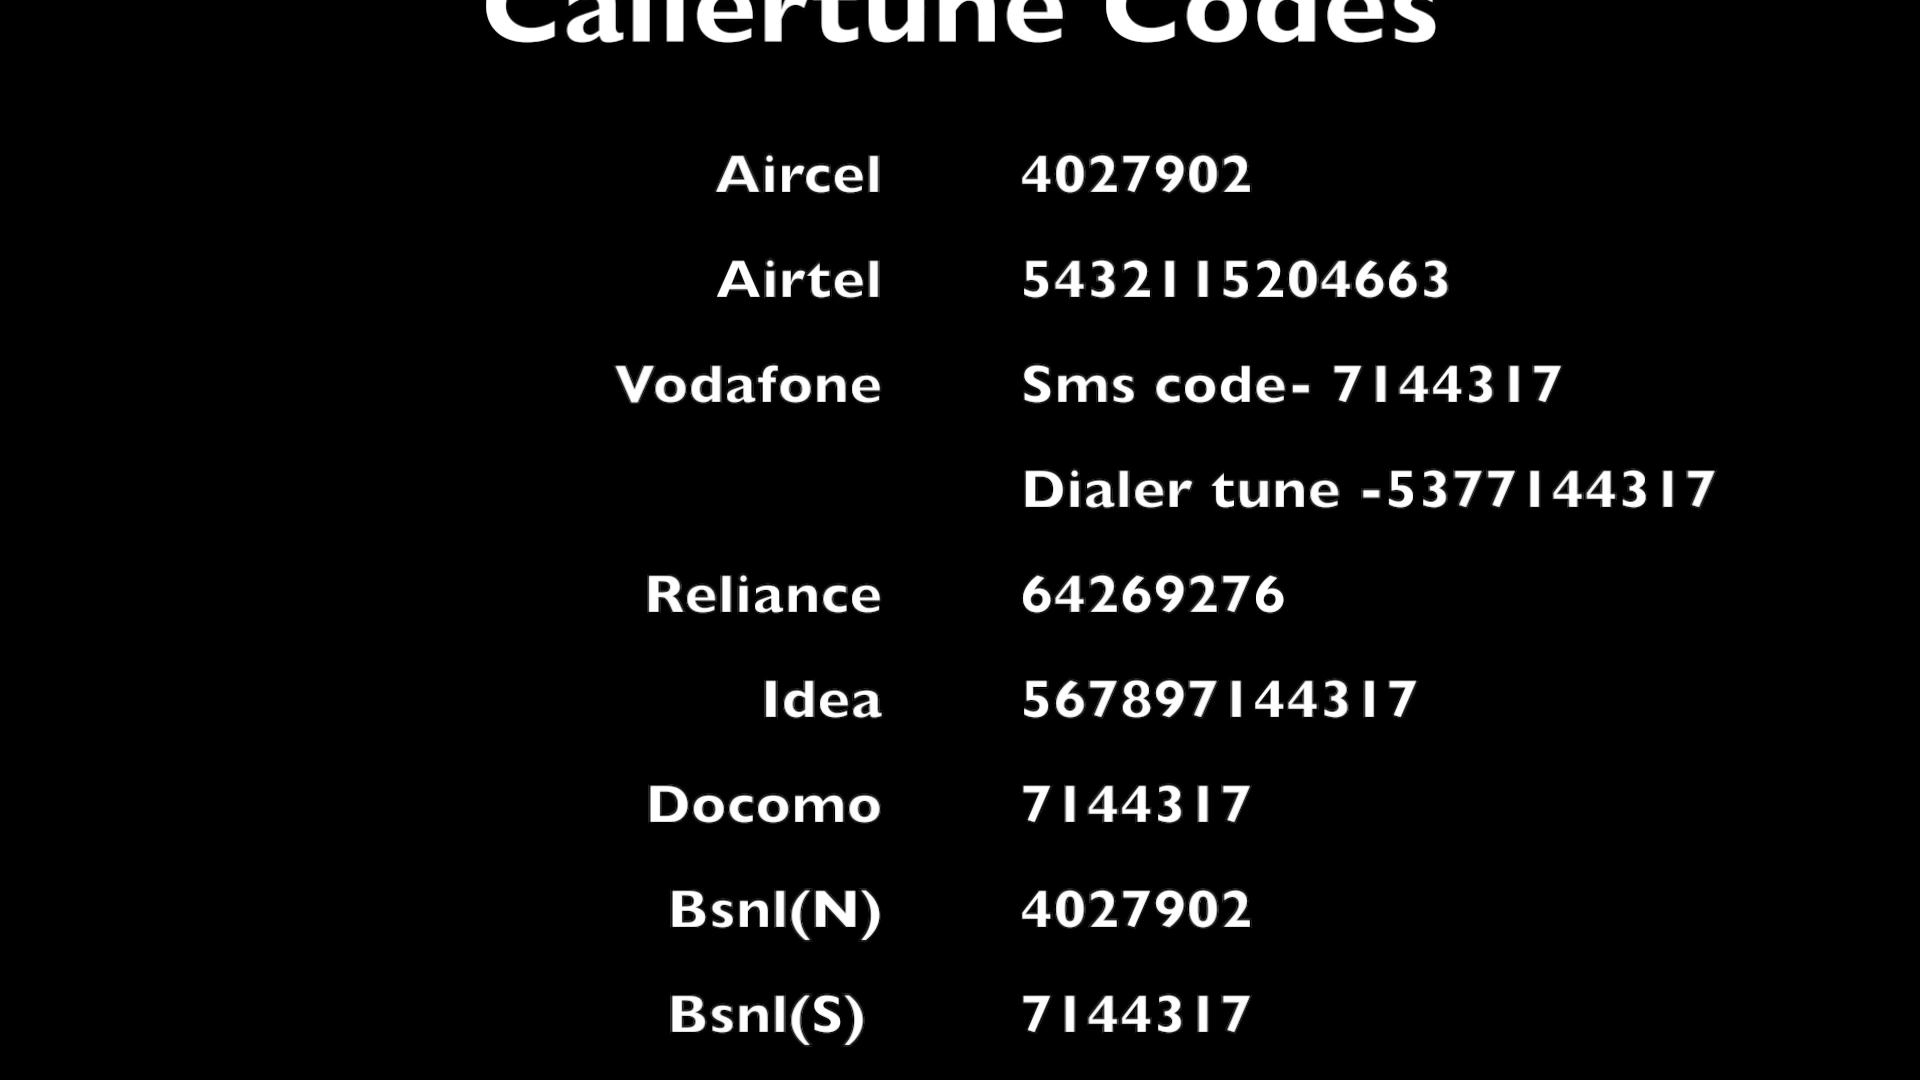 Callertune Codes
Aircel 4027902
Airtel 5432115204663
Vodafone Sms code- 7144317
Dialer tune -5377144317
Reliance 64269276
Idea 567897144317
Docomo 7144317
Bsnl(N) 4027902
Bsnl(S) 7144317